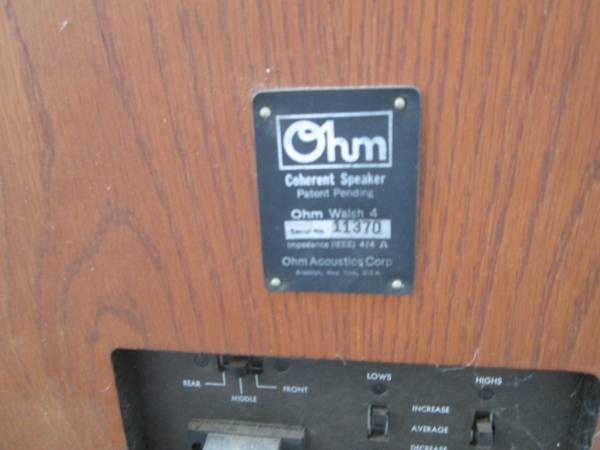 Ohm
Coherent Speaker
Patent Pending
Ohm Walsh 4
Serial No. 11370
Impedance (IEEE) 4/4 Ω
Ohm Acoustics Corp
Brooklyn, New York, U.S.A.
REAR
MIDDLE
FRONT
LOWS
HIGHS
INCREASE
AVERAGE
DECREASE